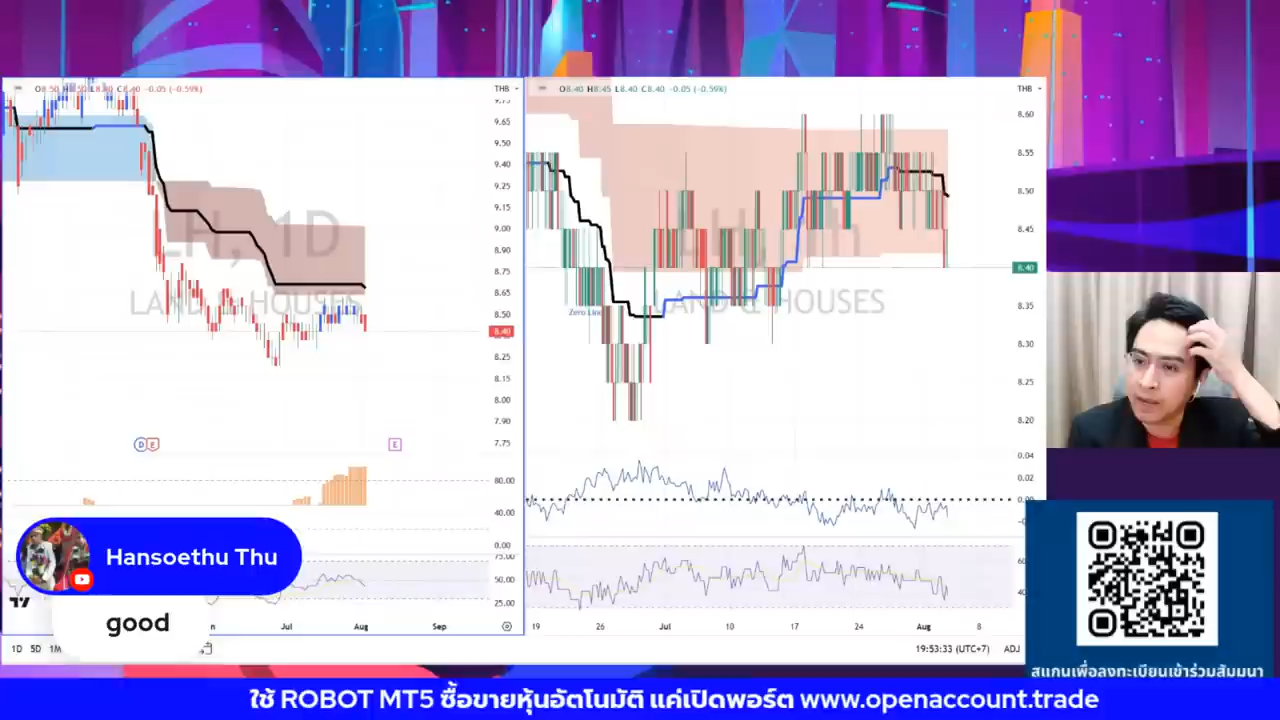 O8.50 H8.50 L8.40 C8.40 -0.05 (-0.59%)
THB
9.75
9.65
9.50
9.40
9.25
9.15
9.00
8.90
8.75
8.65
8.50
8.40
8.25
8.15
8.00
7.90
7.75
LH, 1D
LAND & HOUSES
D E
E
80.00
40.00
0.00
75.00
50.00
25.00
Jul
Aug
Sep
1D 5D 1M
O8.40 H8.45 L8.40 C8.40 -0.05 (-0.59%)
THB
8.60
8.55
8.50
8.45
8.40
8.35
8.30
8.25
8.20
LH, 1h
LAND & HOUSES
Zero Line
0.04
0.02
19
26
Jul
10
17
24
Aug
8
19:53:33 (UTC+7)
ADJ
Hansoethu Thu
good
สแกนเพื่อลงทะเบียนเข้าร่วมสัมมนา
ใช้ ROBOT MT5 ซื้อขายหุ้นอัตโนมัติ แค่เปิดพอร์ต www.openaccount.trade